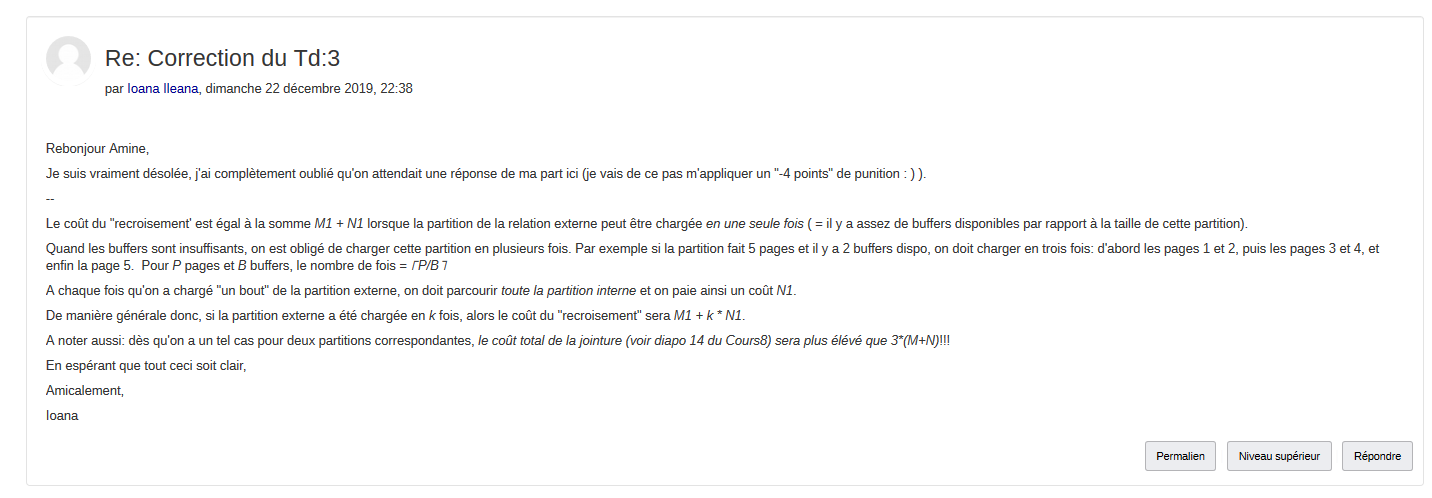 Re: Correction du Td:3
par Ioana Ileana, dimanche 22 décembre 2019, 22:38
Rebonjour Amine,
Je suis vraiment désolée, j'ai complètement oublié qu'on attendait une réponse de ma part ici (je vais de ce pas m'appliquer un "-4 points" de punition : ) ).
--
Le coût du "recroisement' est égal à la somme M1 + N1 lorsque la partition de la relation externe peut être chargée en une seule fois ( = il y a assez de buffers disponibles par rapport à la taille de cette partition).
Quand les buffers sont insuffisants, on est obligé de charger cette partition en plusieurs fois. Par exemple si la partition fait 5 pages et il y a 2 buffers dispo, on doit charger en trois fois: d'abord les pages 1 et 2, puis les pages 3 et 4, et
enfin la page 5.  Pour P pages et B buffers, le nombre de fois = ⌈P/B⌉
A chaque fois qu'on a chargé "un bout" de la partition externe, on doit parcourir toute la partition interne et on paie ainsi un coût N1.
De manière générale donc, si la partition externe a été chargée en k fois, alors le coût du "recroisement" sera M1 + k * N1.
A noter aussi: dès qu'on a un tel cas pour deux partitions correspondantes, le coût total de la jointure (voir diapo 14 du Cours8) sera plus élévé que 3*(M+N)!!!
En espérant que tout ceci soit clair,
Amicalement,
Ioana
Permalien Niveau supérieur Répondre